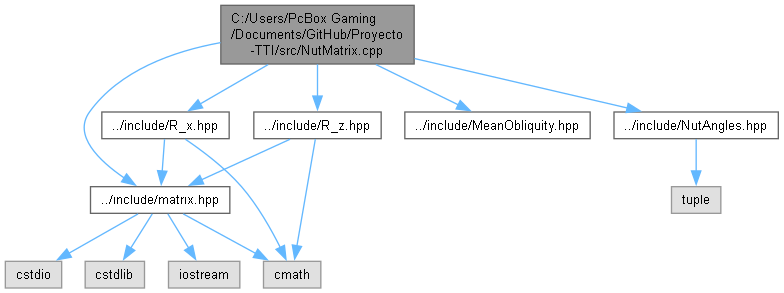 C:/Users/PcBox Gaming
/Documents/GitHub/Proyecto
-TTI/src/NutMatrix.cpp
../include/R_x.hpp
../include/R_z.hpp
../include/MeanObliquity.hpp
../include/NutAngles.hpp
../include/matrix.hpp
tuple
cstdio
cstdlib
iostream
cmath